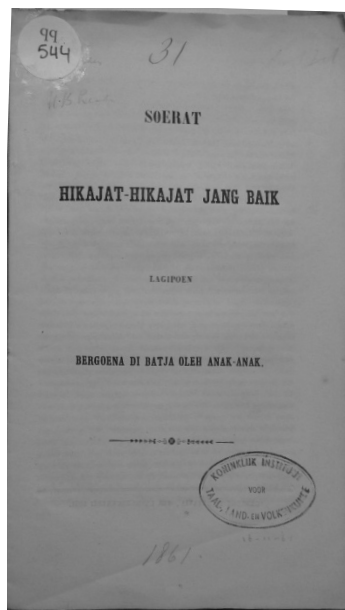 99
544
31
SOERAT
HIKAJAT-HIKAJAT JANG BAIK
LAGIPOEN
BERGOENA DI BATJA OLEH ANAK-ANAK.
KONINKLIJK INSTITUUT
VOOR
TAAL-, LAND- EN VOLKENKUNDE
1861.